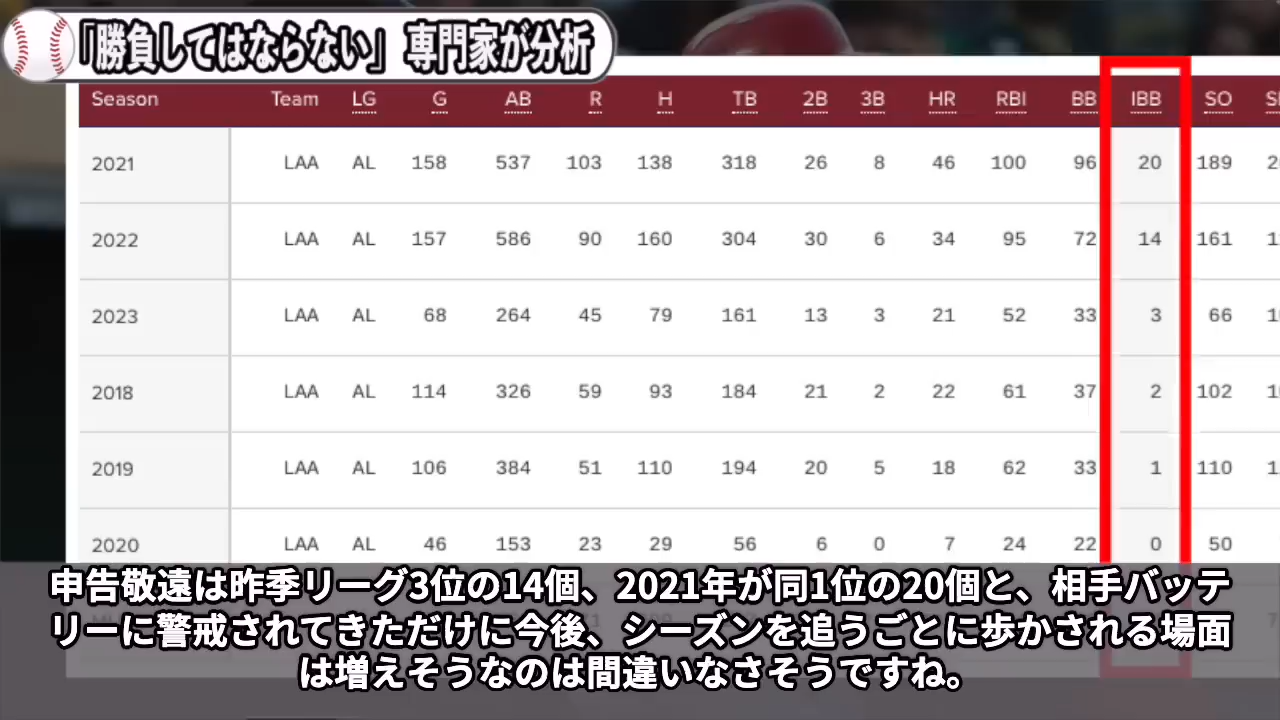 「勝負してはならない」 専門家が分析
Season Team LG G AB R H TB 2B 3B HR RBI BB IBB SO
2021 LAA AL 158 537 103 138 318 26 8 46 100 96 20 189
2022 LAA AL 157 586 90 160 304 30 6 34 95 72 14 161
2023 LAA AL 68 264 45 79 161 13 3 21 52 33 3 66
2018 LAA AL 114 326 59 93 184 21 2 22 61 37 2 102
2019 LAA AL 106 384 51 110 194 20 5 18 62 33 1 110
2020 LAA AL 46 153 23 29 56 6 0 7 24 22 0 50
申告敬遠は昨季リーグ3位の14個、2021年が同1位の20個と、相手バッテ
リーに警戒されてきただけに今後、シーズンを追うごとに歩かされる場面
は増えそうなのは間違いなさそうですね。